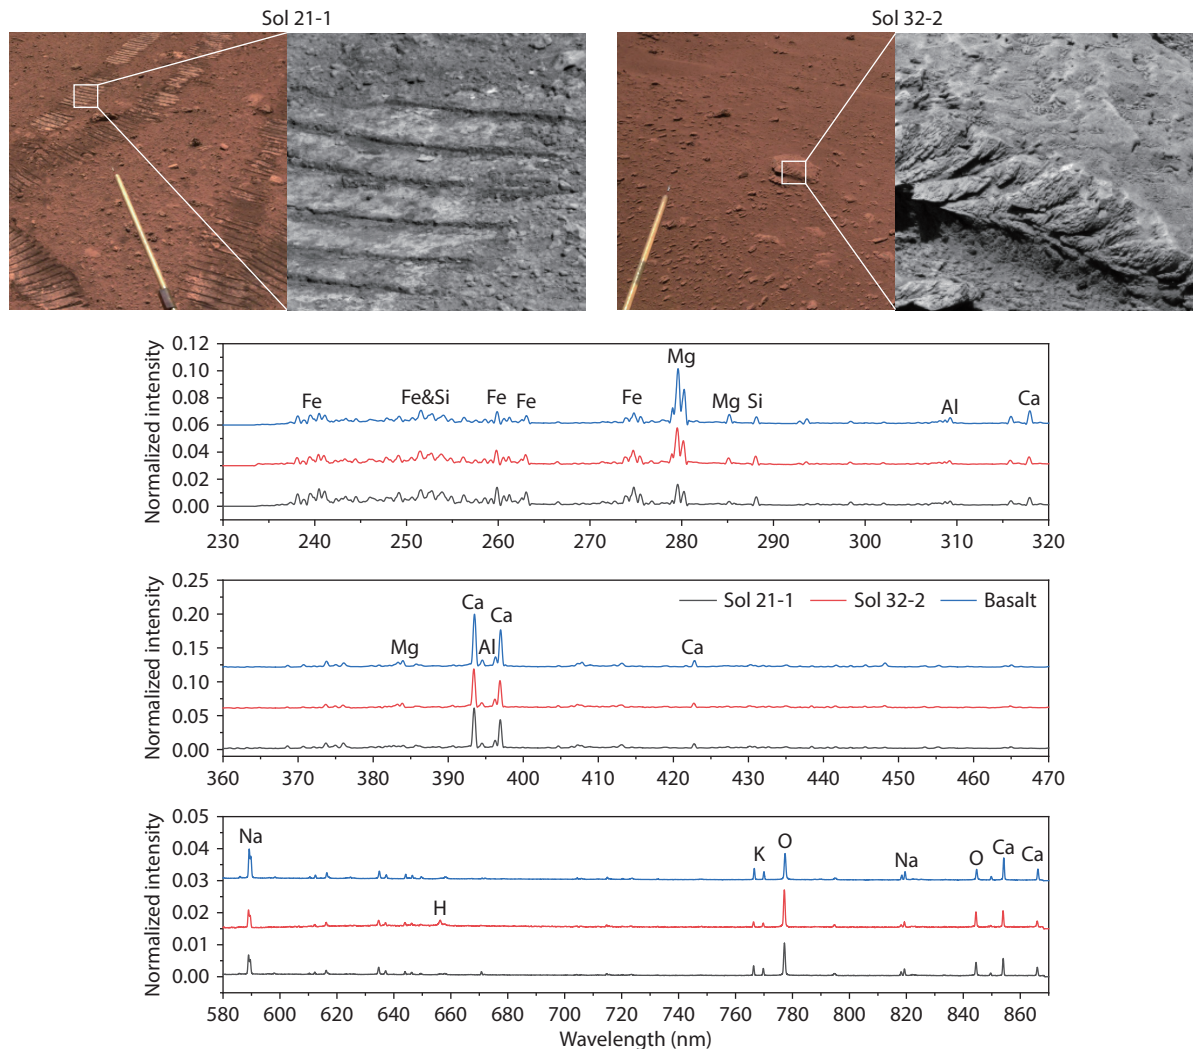 Sol 21-1
Sol 32-2
Normalized intensity
0.12
0.10
0.08
0.06
0.04
0.02
0.00
Fe
Fe&Si
Fe
Fe
Fe
Mg
Mg
Si
Al
Ca
230 240 250 260 270 280 290 300 310 320
Normalized intensity
0.25
0.20
0.15
0.10
0.05
0.00
Sol 21-1 Sol 32-2 Basalt
Mg
Ca
Al
Ca
Ca
360 370 380 390 400 410 420 430 440 450 460 470
Normalized intensity
0.05
0.04
0.03
0.02
0.01
0.00
Na
H
K
O
Na
O
Ca
Ca
580 600 620 640 660 680 700 720 740 760 780 800 820 840 860
Wavelength (nm)